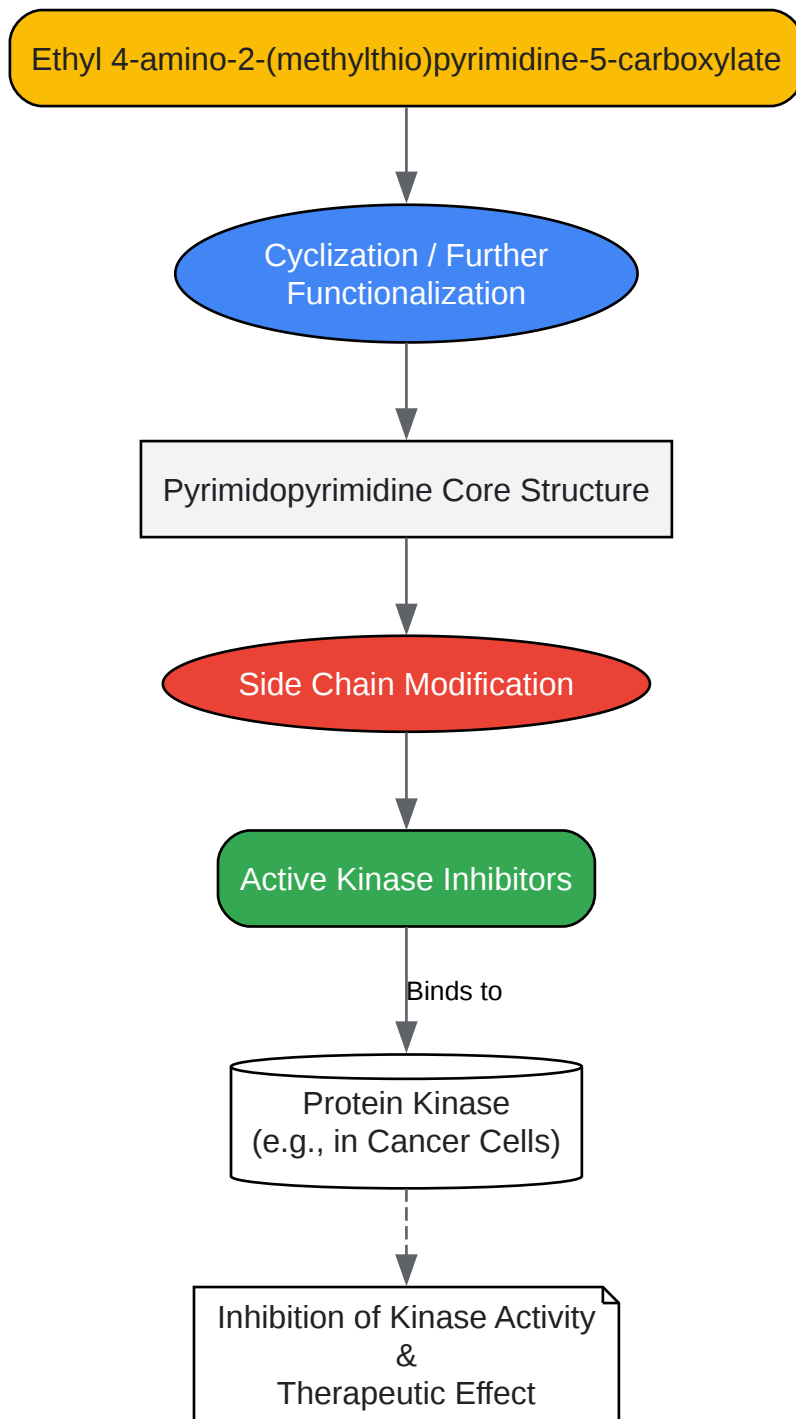 Ethyl 4-amino-2-(methylthio)pyrimidine-5-carboxylate
Cyclization / Further
Functionalization
Pyrimidopyrimidine Core Structure
Side Chain Modification
Active Kinase Inhibitors
Binds to
Protein Kinase
(e.g., in Cancer Cells)
Inhibition of Kinase Activity
&
Therapeutic Effect